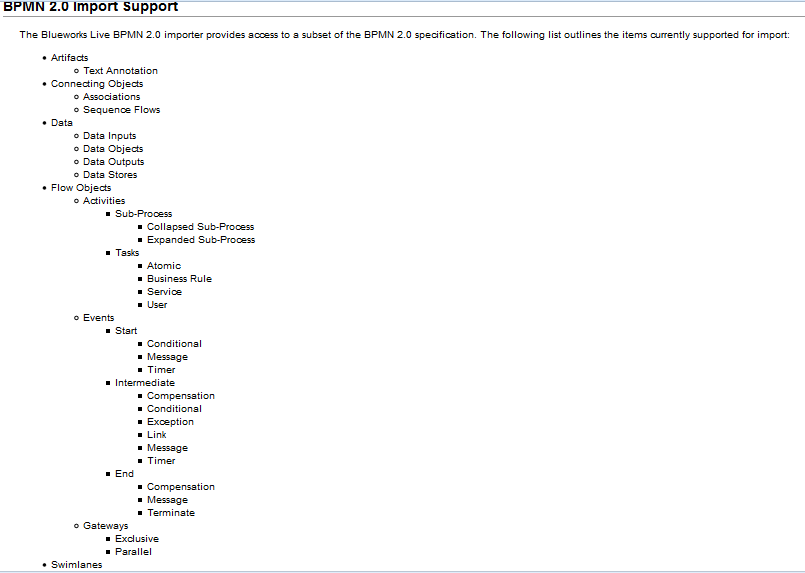 BPMN 2.0 Import Support
The Blueworks Live BPMN 2.0 importer provides access to a subset of the BPMN 2.0 specification. The following list outlines the items currently supported for import:
• Artifacts
o Text Annotation
• Connecting Objects
o Associations
o Sequence Flows
• Data
o Data Inputs
o Data Objects
o Data Outputs
o Data Stores
• Flow Objects
o Activities
▪ Sub-Process
▪ Collapsed Sub-Process
▪ Expanded Sub-Process
▪ Tasks
▪ Atomic
▪ Business Rule
▪ Service
▪ User
o Events
▪ Start
▪ Conditional
▪ Message
▪ Timer
▪ Intermediate
▪ Compensation
▪ Conditional
▪ Exception
▪ Link
▪ Message
▪ Timer
▪ End
▪ Compensation
▪ Message
▪ Terminate
o Gateways
▪ Exclusive
▪ Parallel
• Swimlanes